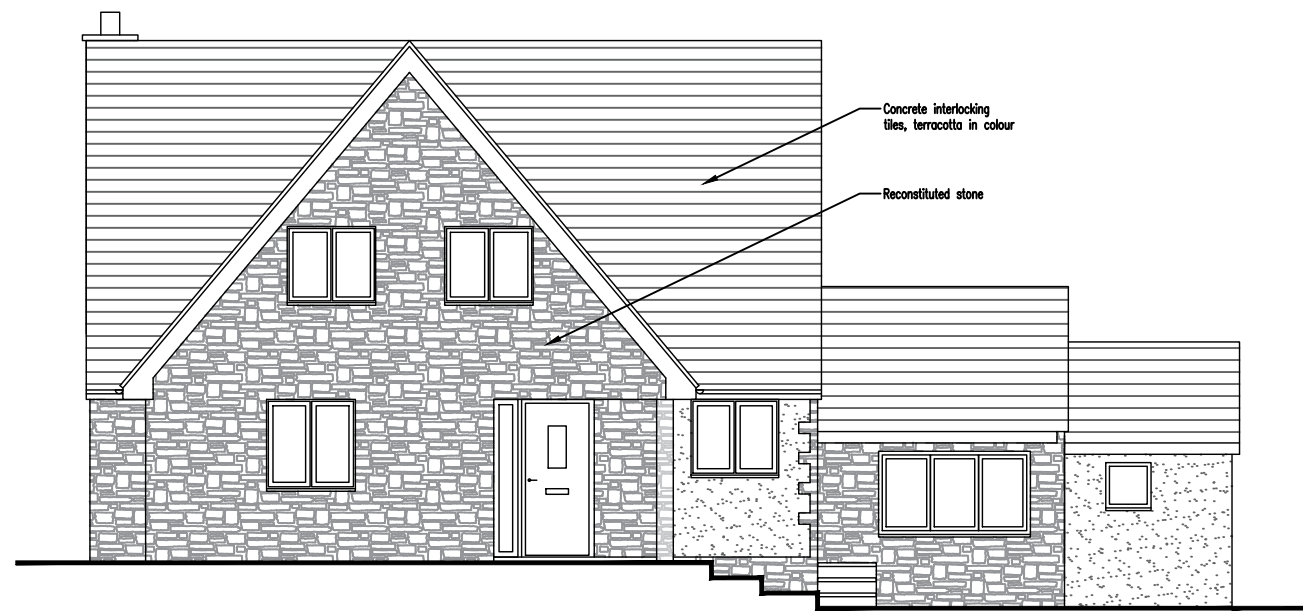 Concrete interlocking
tiles, terracotta in colour
Reconstituted stone